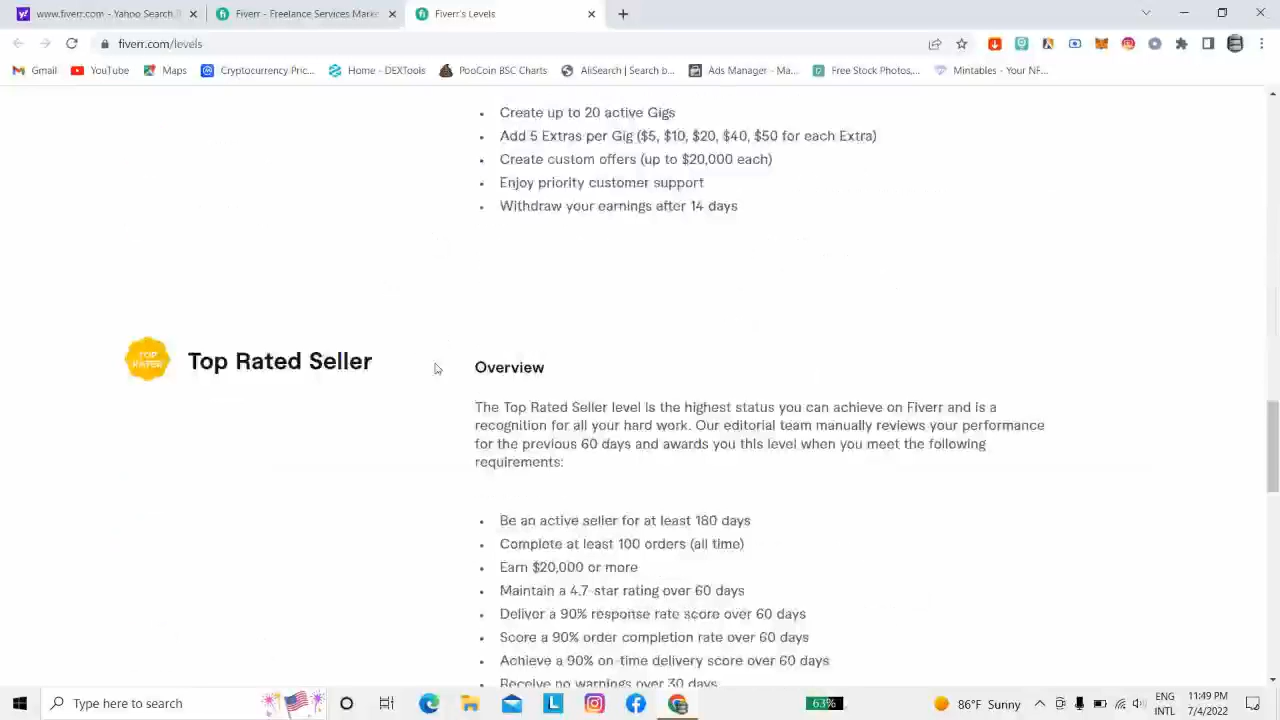 www.fiverr.com - Yahoo Search
Fiverr - Freelance Services Marke
Fiverr's Levels
fiverr.com/levels
Gmail
YouTube
Maps
Cryptocurrency Pric...
Home - DEXTools
PooCoin BSC Charts
AliSearch | Search b...
Ads Manager - Ma...
Free Stock Photos,...
Mintables - Your NF...
• Create up to 20 active Gigs
• Add 5 Extras per Gig ($5, $10, $20, $40, $50 for each Extra)
• Create custom offers (up to $20,000 each)
• Enjoy priority customer support
• Withdraw your earnings after 14 days
TOP
RATED
Top Rated Seller
Overview
The Top Rated Seller level is the highest status you can achieve on Fiverr and is a
recognition for all your hard work. Our editorial team manually reviews your performance
for the previous 60 days and awards you this level when you meet the following
requirements:
• Be an active seller for at least 180 days
• Complete at least 100 orders (all time)
• Earn $20,000 or more
• Maintain a 4.7-star rating over 60 days
• Deliver a 90% response rate score over 60 days
• Score a 90% order completion rate over 60 days
• Achieve a 90% on-time delivery score over 60 days
• Receive no warnings over 30 days
Type here to search
63%
86°F Sunny
ENG
INTL
11:49 PM
7/4/2022